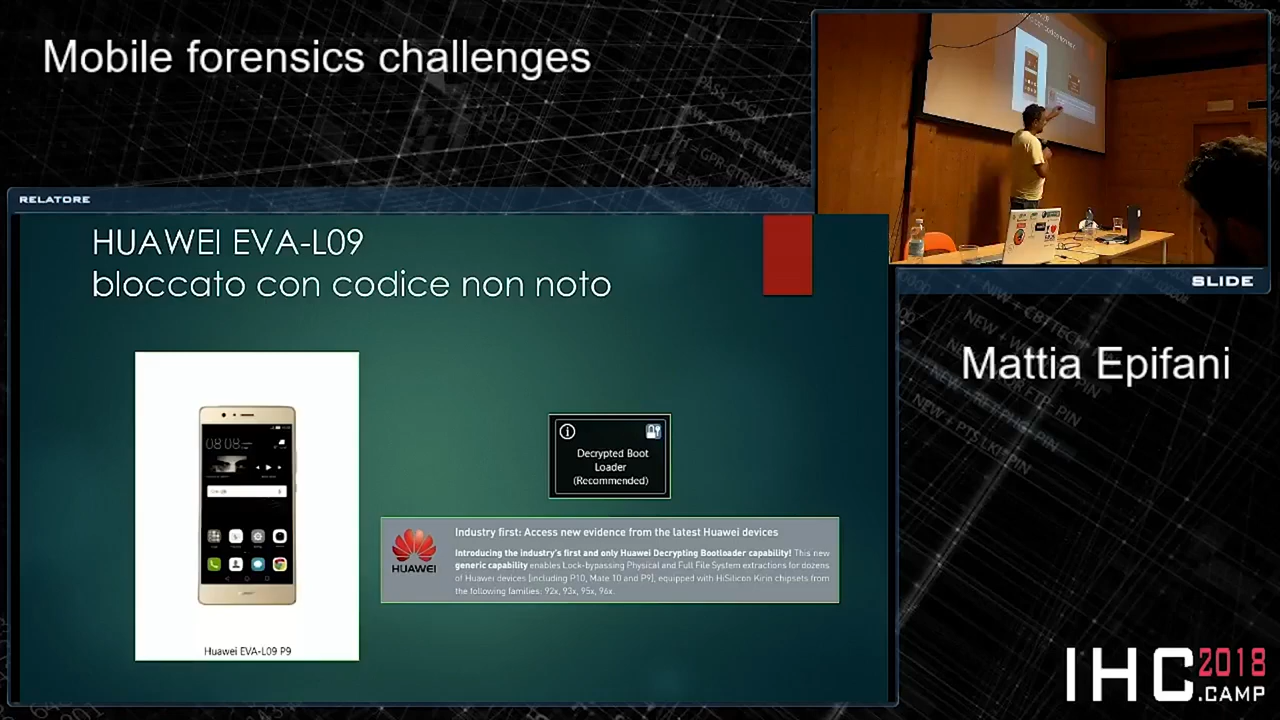 Mobile forensics challenges
RELATORE
HUAWEI EVA-L09
bloccato con codice non noto
Decrypted Boot
Loader
(Recommended)
HUAWEI
Industry first: Access new evidence from the latest Huawei devices
Introducing the industry's first and only Huawei Decrypting Bootloader capability! This new
generic capability enables Lock-bypassing Physical and Full File System extractions for dozens
of Huawei devices (including P10, Mate 10 and P9), equipped with HiSilicon Kirin chipsets from
the following families: 92x, 93x, 95x, 96x.
08:08
Huawei EVA-L09 P9
SLIDE
Mattia Epifani
IHC 2018
.CAMP